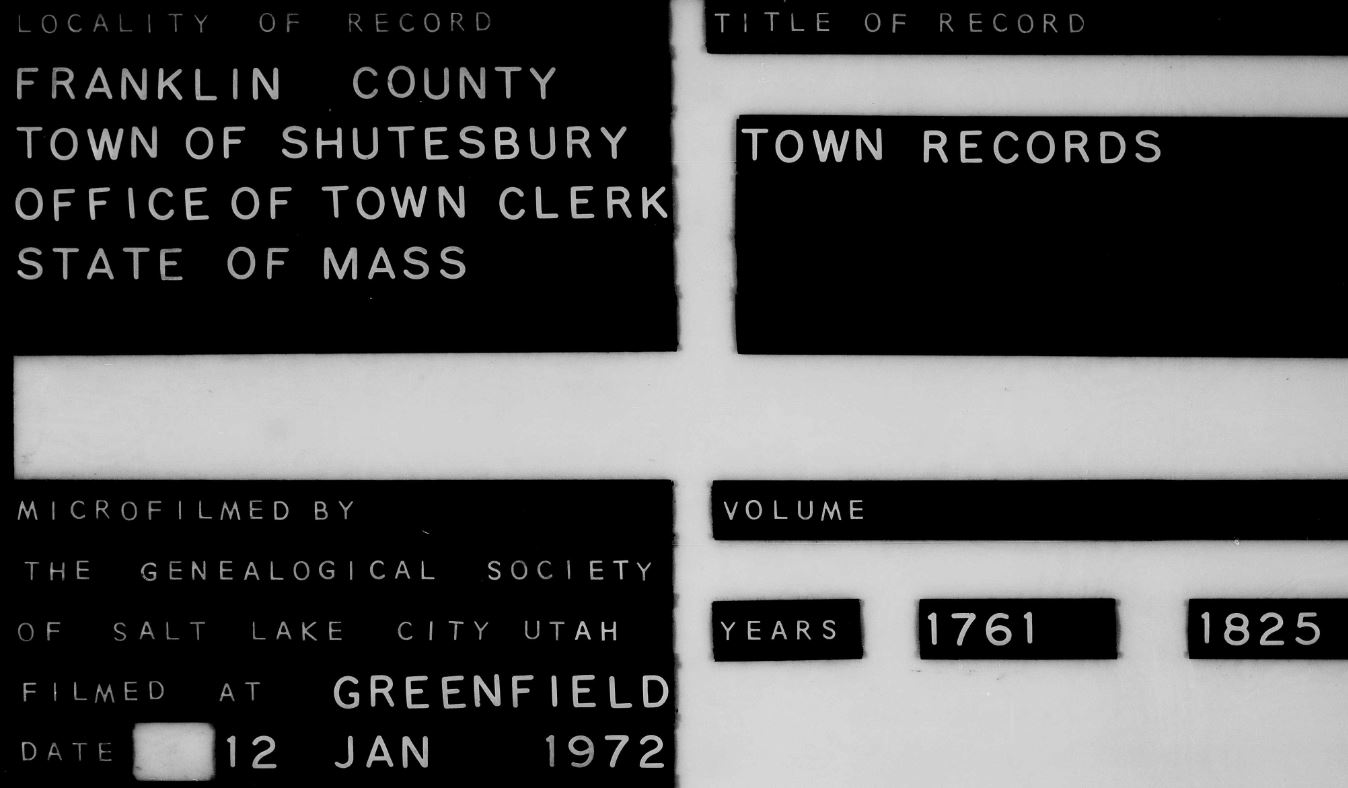 LOCALITY OF RECORD
FRANKLIN COUNTY
TOWN OF SHUTESBURY
OFFICE OF TOWN CLERK
STATE OF MASS
TITLE OF RECORD
TOWN RECORDS
MICROFILMED BY
THE GENEALOGICAL SOCIETY
OF SALT LAKE CITY UTAH
FILMED AT GREENFIELD
DATE 12 JAN 1972
VOLUME
YEARS 1761 1825